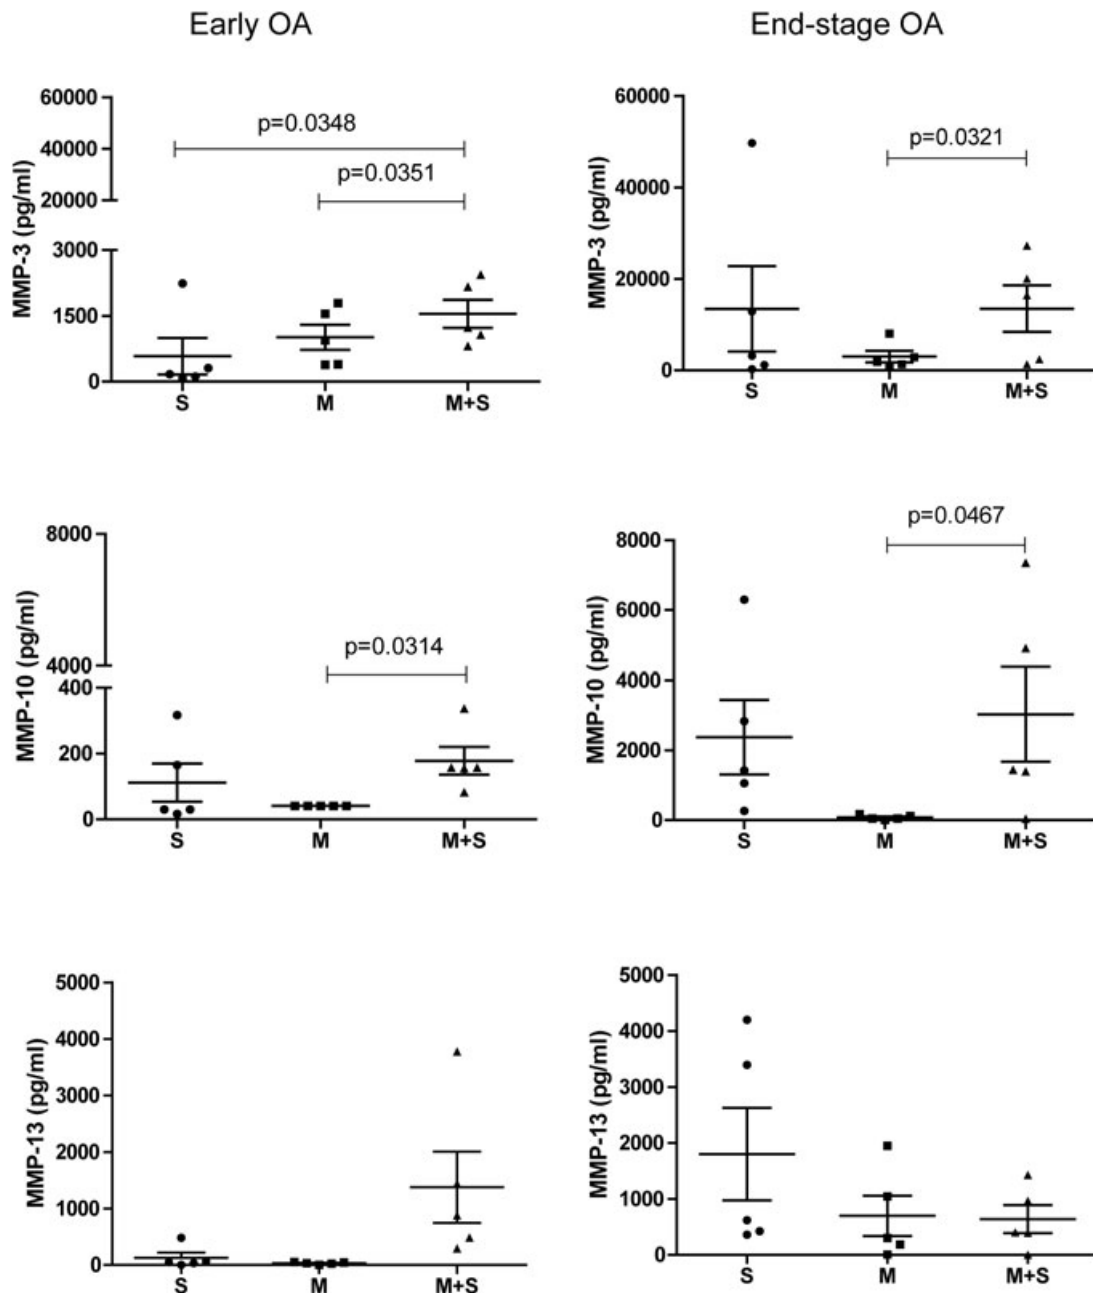 Early OA
End-stage OA
MMP-3 (pg/ml)
60000
40000
20000
3000
1500
0
p=0.0348
p=0.0351
S
M
M+S
MMP-3 (pg/ml)
60000
40000
20000
0
p=0.0321
S
M
M+S
MMP-10 (pg/ml)
8000
4000
400
200
0
p=0.0314
S
M
M+S
MMP-10 (pg/ml)
8000
6000
4000
2000
0
p=0.0467
S
M
M+S
MMP-13 (pg/ml)
5000
4000
3000
2000
1000
0
S
M
M+S
MMP-13 (pg/ml)
5000
4000
3000
2000
1000
0
S
M
M+S